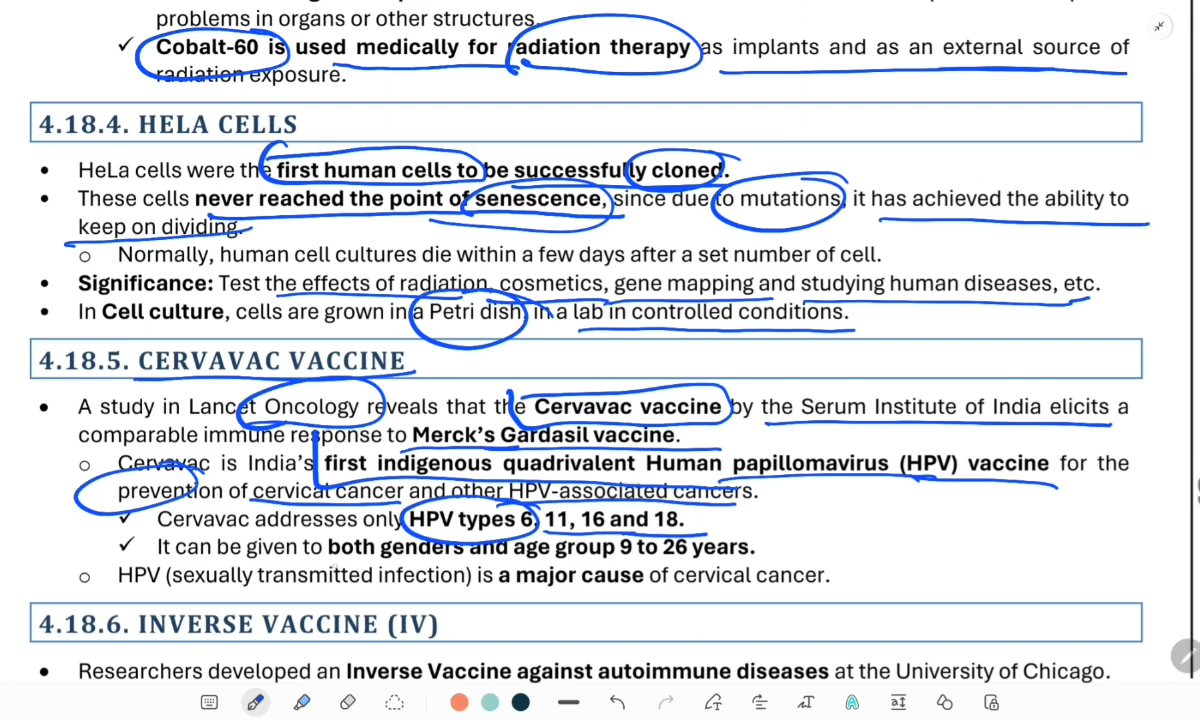 problems in organs or other structures.
✓ Cobalt-60 is used medically for radiation therapy as implants and as an external source of
radiation exposure.
4.18.4. HELA CELLS
• HeLa cells were the first human cells to be successfully cloned.
• These cells never reached the point of senescence, since due to mutations, it has achieved the ability to
keep on dividing.
o Normally, human cell cultures die within a few days after a set number of cell.
• Significance: Test the effects of radiation, cosmetics, gene mapping and studying human diseases, etc.
• In Cell culture, cells are grown in a Petri dish, in a lab in controlled conditions.
4.18.5. CERVAVAC VACCINE
• A study in Lancet Oncology reveals that the Cervavac vaccine by the Serum Institute of India elicits a
comparable immune response to Merck’s Gardasil vaccine.
o Cervavac is India’s first indigenous quadrivalent Human papillomavirus (HPV) vaccine for the
prevention of cervical cancer and other HPV-associated cancers.
✓ Cervavac addresses only HPV types 6, 11, 16 and 18.
✓ It can be given to both genders and age group 9 to 26 years.
o HPV (sexually transmitted infection) is a major cause of cervical cancer.
4.18.6. INVERSE VACCINE (IV)
• Researchers developed an Inverse Vaccine against autoimmune diseases at the University of Chicago.